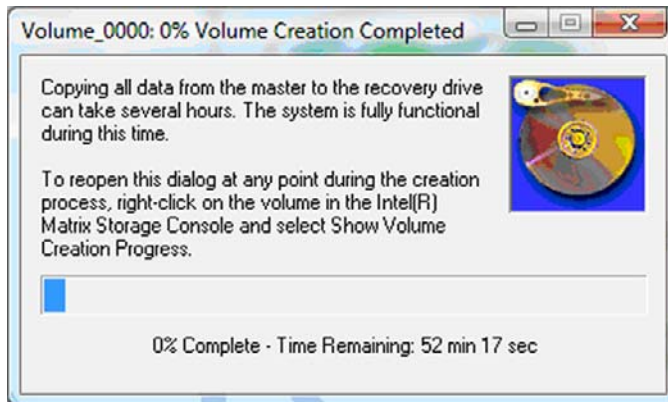 Volume_0000: 0% Volume Creation Completed
Copying all data from the master to the recovery drive
can take several hours. The system is fully functional
during this time.
To reopen this dialog at any point during the creation
process, right-click on the volume in the Intel(R)
Matrix Storage Console and select Show Volume
Creation Progress.
0% Complete - Time Remaining: 52 min 17 sec